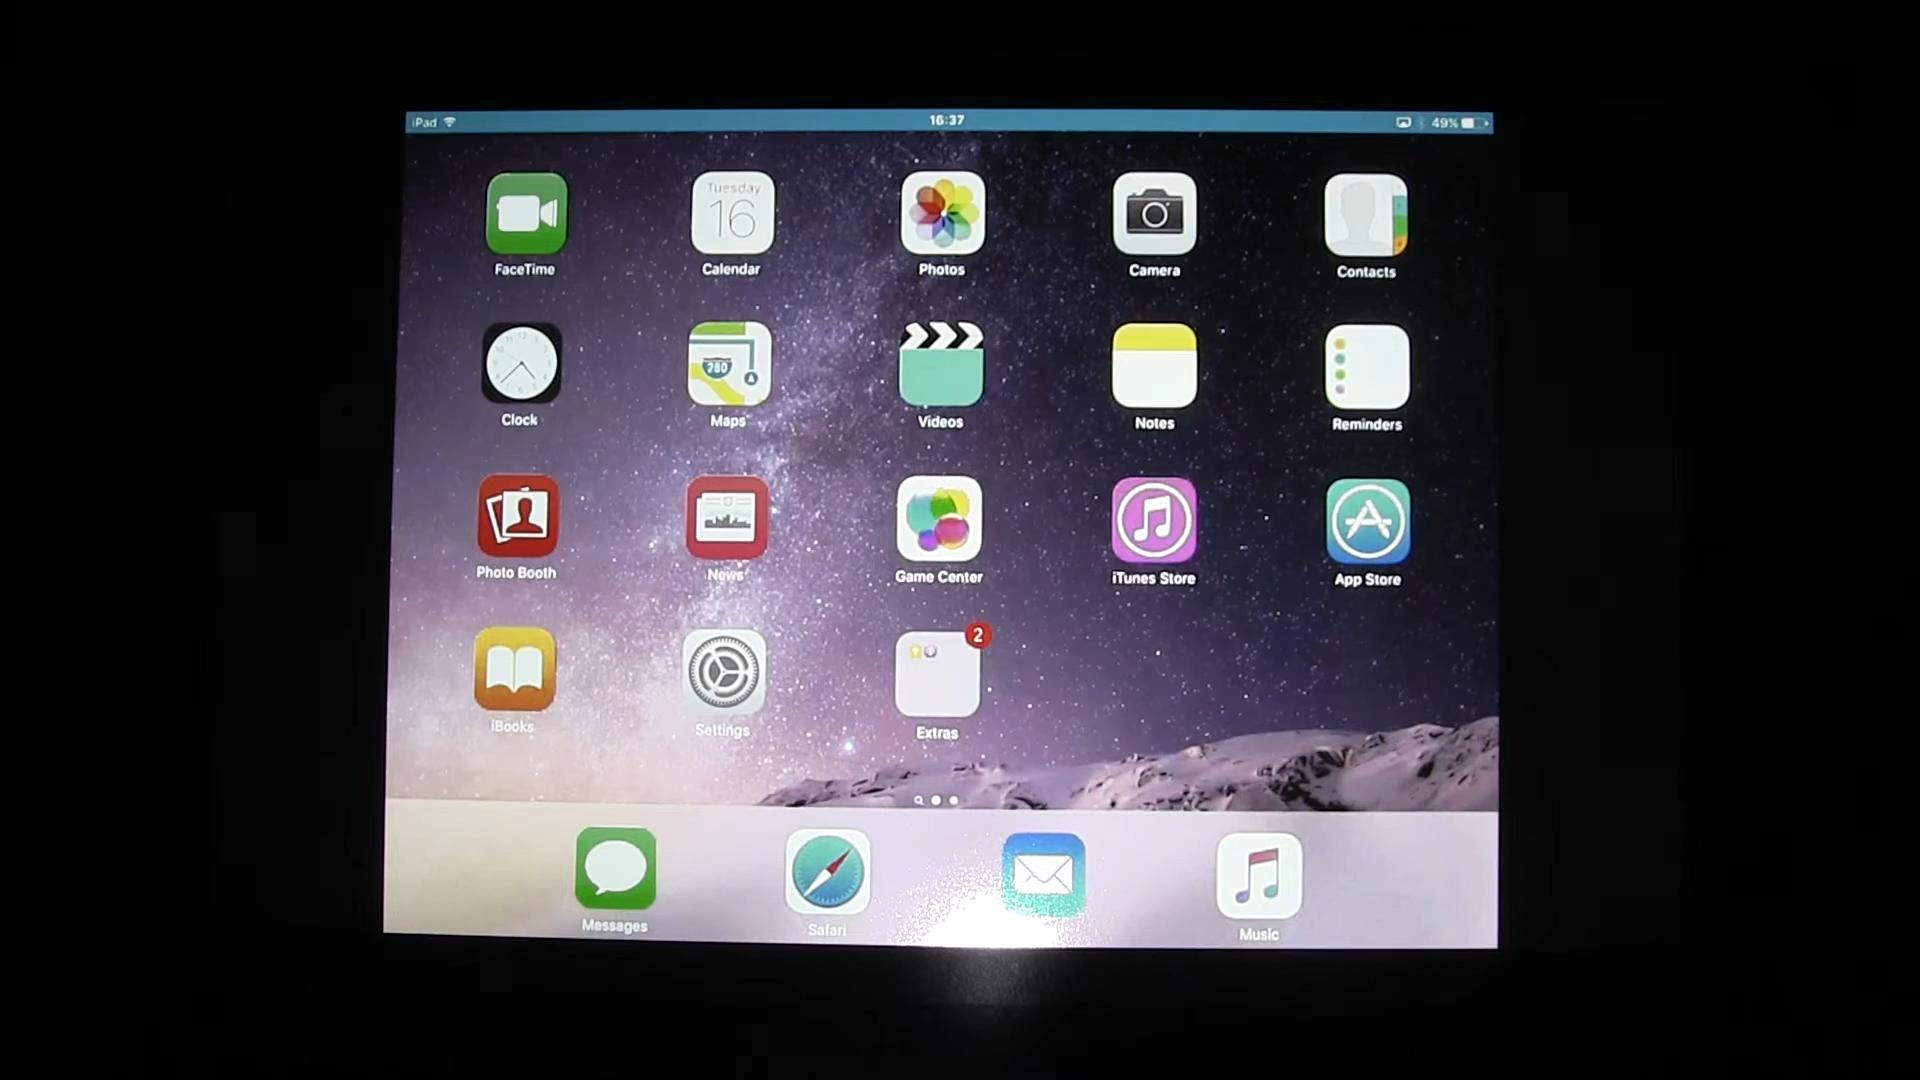 iPad 16:37 49%
Tuesday
16
FaceTime Calendar Photos Camera Contacts
280
Clock Maps Videos Notes Reminders
Photo Booth News Game Center iTunes Store App Store
2
iBooks Settings Extras
Messages Safari Music